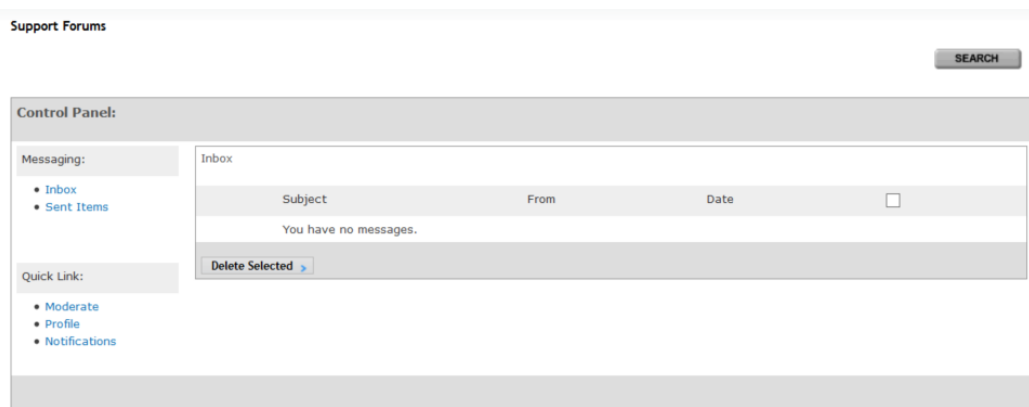 Support Forums
SEARCH
Control Panel:
Messaging:
Inbox
Sent Items
Quick Link:
Moderate
Profile
Notifications
Inbox
Subject From Date
You have no messages.
Delete Selected